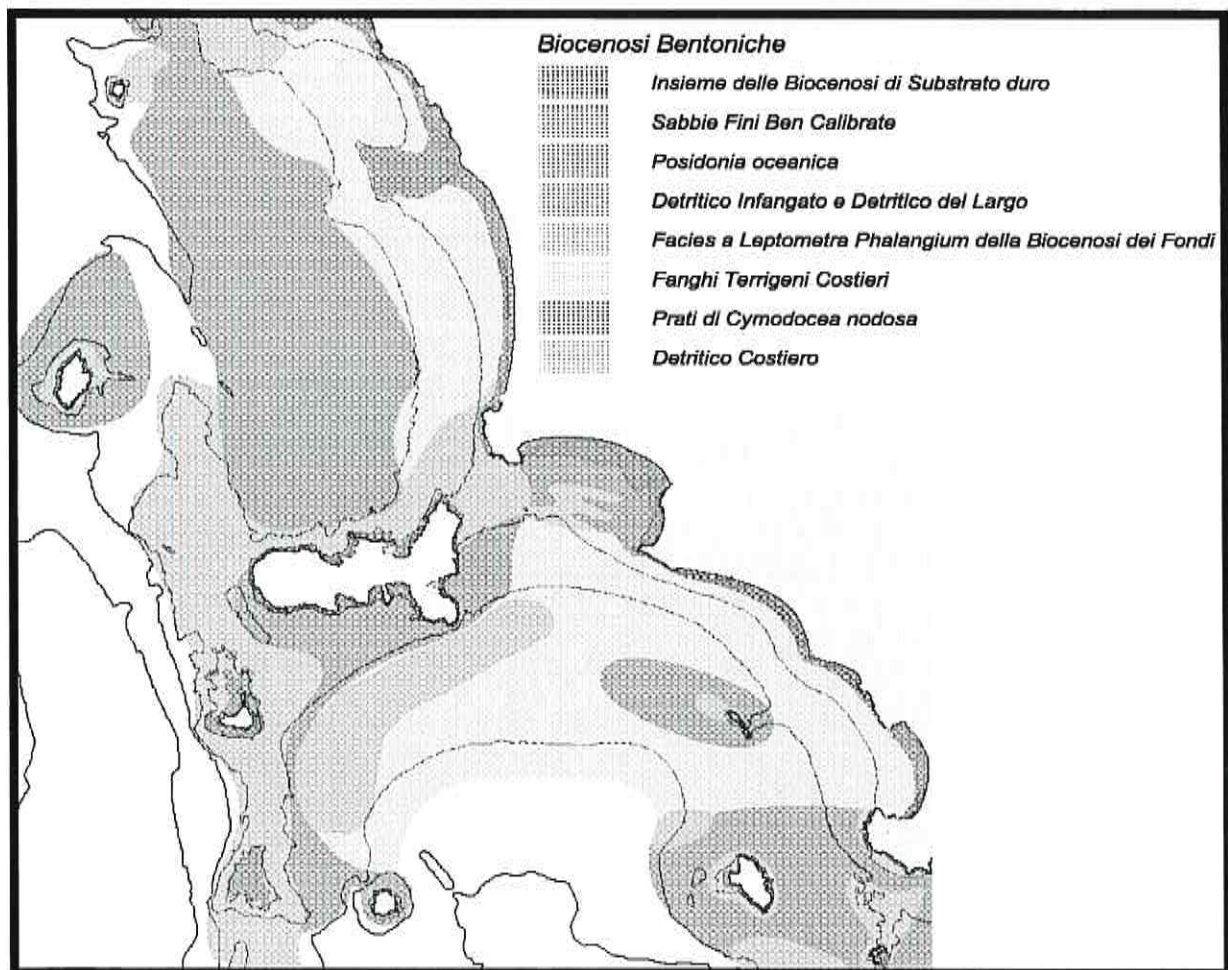 Biocenosi Bentoniche
Insieme delle Biocenosi di Substrato duro
Sabbie Fini Ben Calibrate
Posidonia oceanica
Detritico Infangato e Detritico del Largo
Facies a Leptometra Phalangium della Biocenosi dei Fondi
Fanghi Terrigeni Costieri
Prati di Cymodocea nodosa
Detritico Costiero